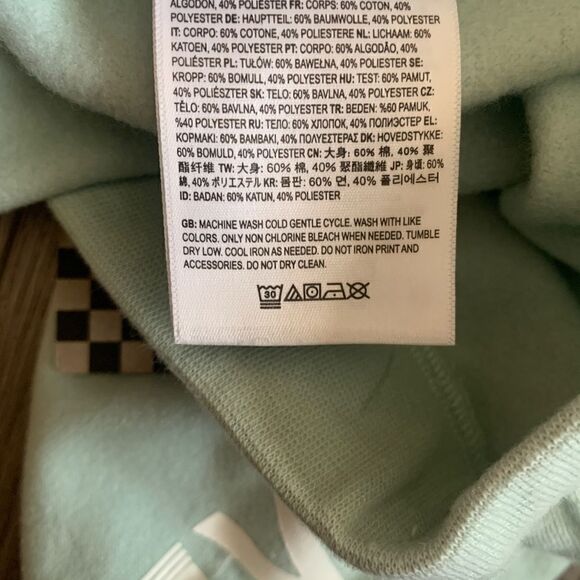 ALGODON, 40% POLIESTER FR: CORPS: 60% COTON, 40%
POLYESTER DE: HAUPTTEIL: 60% BAUMWOLLE, 40% POLYESTER
IT: CORPO: 60% COTONE, 40% POLIESTERE NL: LICHAAM: 60%
KATOEN, 40% POLYESTER PT: CORPO: 60% ALGODÃO, 40%
POLIÉSTER PL: TUŁÓW: 60% BAWEŁNA, 40% POLIESTER SE:
KROPP: 60% BOMULL, 40% POLYESTER HU: TEST: 60% PAMUT,
40% POLIÉSZTER SK: TELO: 60% BAVLNA, 40% POLYESTER CZ:
TĚLO: 60% BAVLNA, 40% POLYESTER TR: BEDEN: %60 PAMUK,
%40 POLYESTER RU: ТЕЛО: 60% ХЛОПОК, 40% ПОЛИЭСТЕР EL:
ΚΟΡΜΑΚΙ: 60% ΒΑΜΒΑΚΙ, 40% ΠΟΛΥΕΣΤΕΡΑΣ DK: HOVEDSTYKKE:
60% BOMULD, 40% POLYESTER CN: 大身: 60% 棉, 40% 聚
酯纤维 TW: 大身: 60% 棉, 40% 聚酯纖維 JP: 身頃: 60%
綿, 40% ポリエステル KR: 몸판: 60% 면, 40% 폴리에스터
ID: BADAN: 60% KATUN, 40% POLIESTER
GB: MACHINE WASH COLD GENTLE CYCLE. WASH WITH LIKE
COLORS. ONLY NON CHLORINE BLEACH WHEN NEEDED. TUMBLE
DRY LOW. COOL IRON AS NEEDED. DO NOT IRON PRINT AND
ACCESSORIES. DO NOT DRY CLEAN.
30